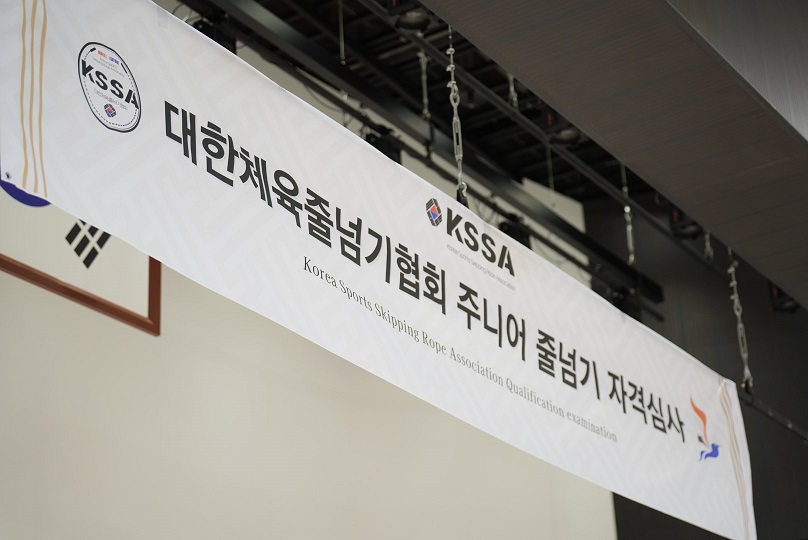 KSSA
KSSA
대한체육줄넘기협회 주니어 줄넘기 자격심사
Korea Sports Skipping Rope Association Qualification examination